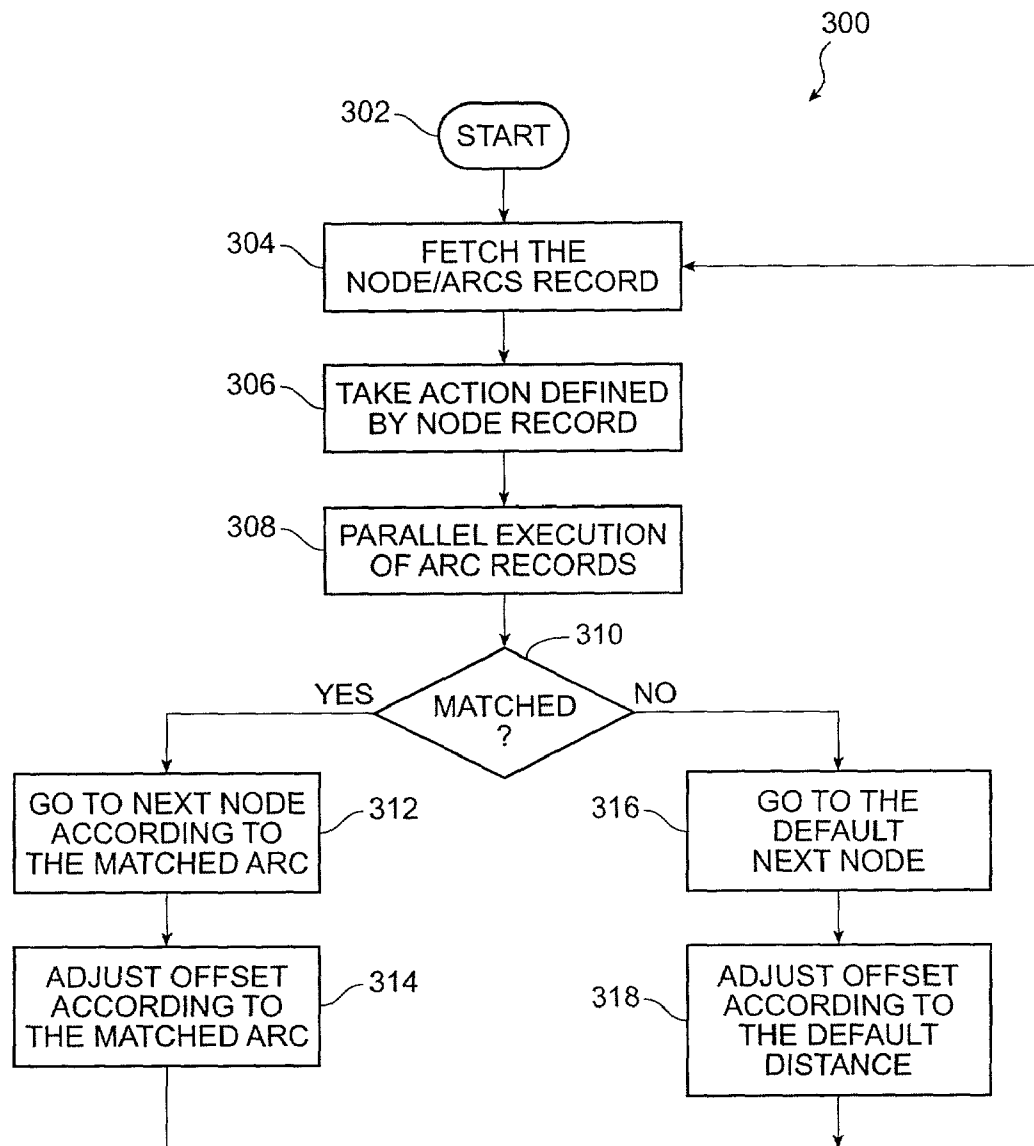 300
302
START
304
FETCH THE
NODE/ARCS RECORD
306
TAKE ACTION DEFINED
BY NODE RECORD
308
PARALLEL EXECUTION
OF ARC RECORDS
310
YES
MATCHED
?
NO
GO TO NEXT NODE
ACCORDING TO
THE MATCHED ARC
312
316
GO TO THE
DEFAULT
NEXT NODE
ADJUST OFFSET
ACCORDING TO
THE MATCHED ARC
314
318
ADJUST OFFSET
ACCORDING TO
THE DEFAULT
DISTANCE